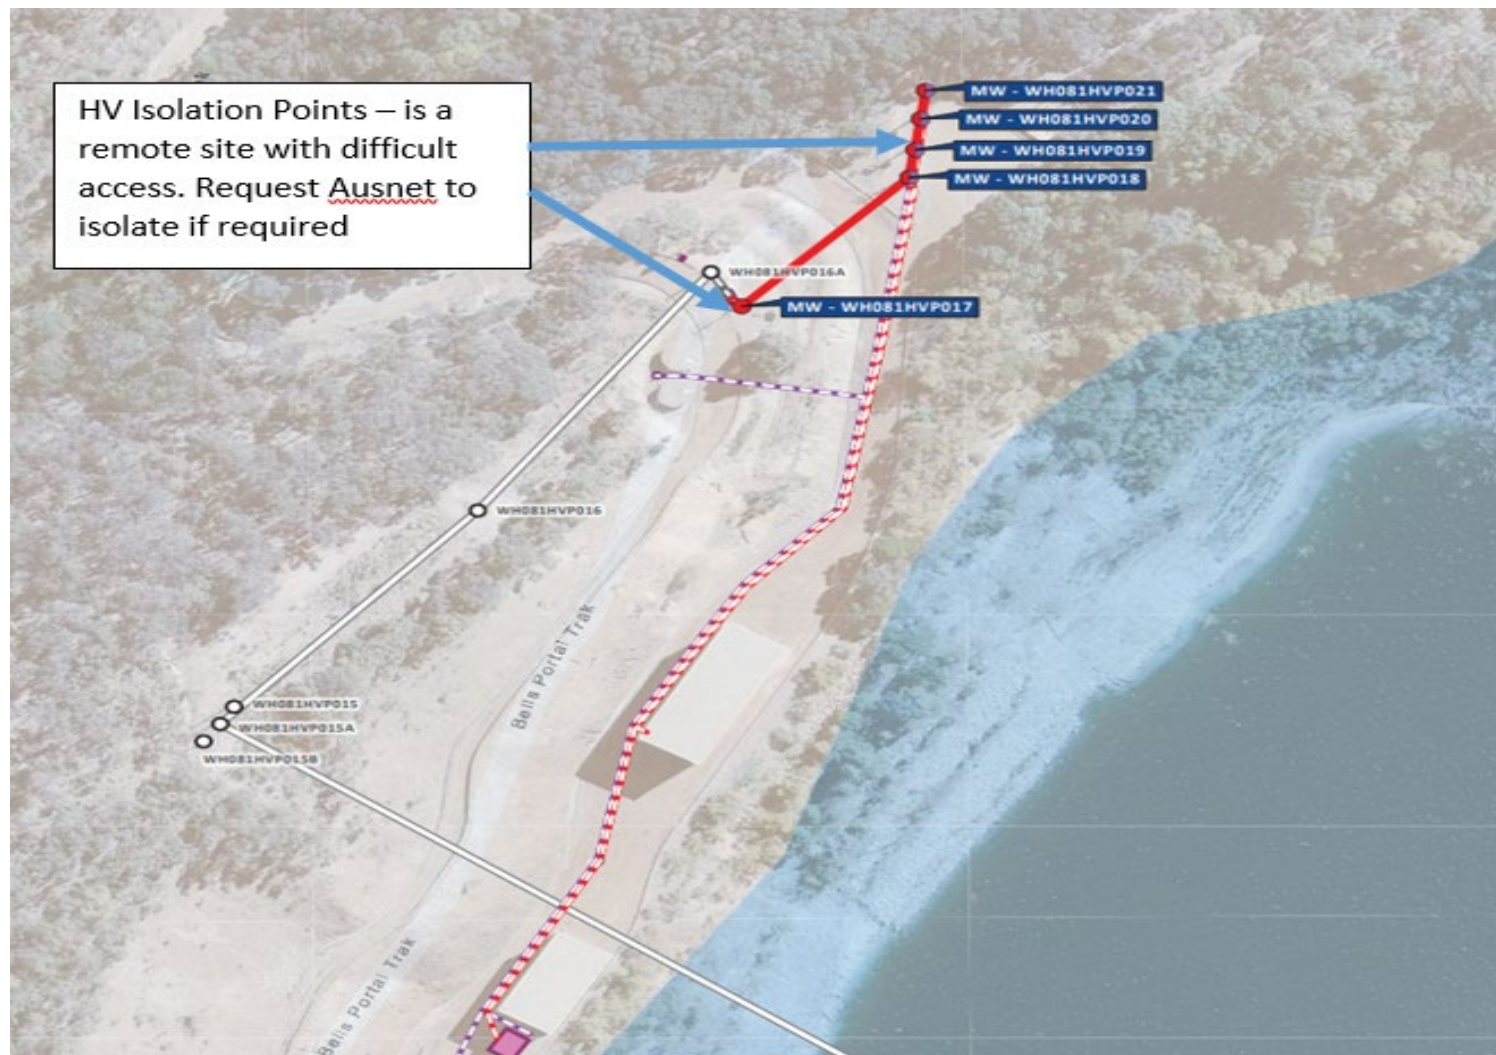 HV Isolation Points – is a
remote site with difficult
access. Request Ausnet to
isolate if required
MW - WH081HVP021
MW - WH081HVP020
MW - WH081HVP019
MW - WH081HVP018
WH081HVP016A
MW - WH081HVP017
WH081HVP016
Bells Portal Trak
WH081HVP015
WH081HVP015A
WH081HVP015B
Bells Portal Trak